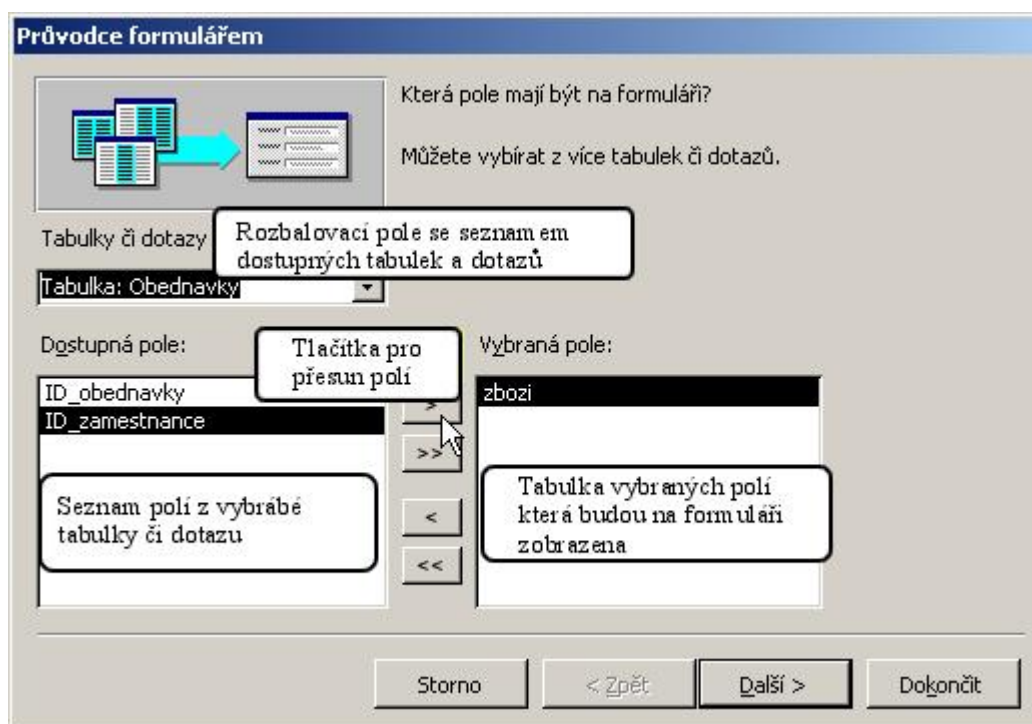 Průvodce formulářem
Která pole mají být na formuláři?
Můžete vybírat z více tabulek či dotazů.
Tabulky či dotazy
Rozbalovací pole se seznamem
dostupných tabulek a dotazů
Tabulka: Obednavky
Dostupná pole:
Tlačítka pro
přesun polí
Vybraná pole:
ID_obednavky
ID_zamestnance
>
>>
<
<<
zbozi
Seznam polí z vybrábé
tabulky či dotazu
Tabulka vybraných polí
která budou na formuláři
zobrazena
Storno
< Zpět
Další >
Dokončit